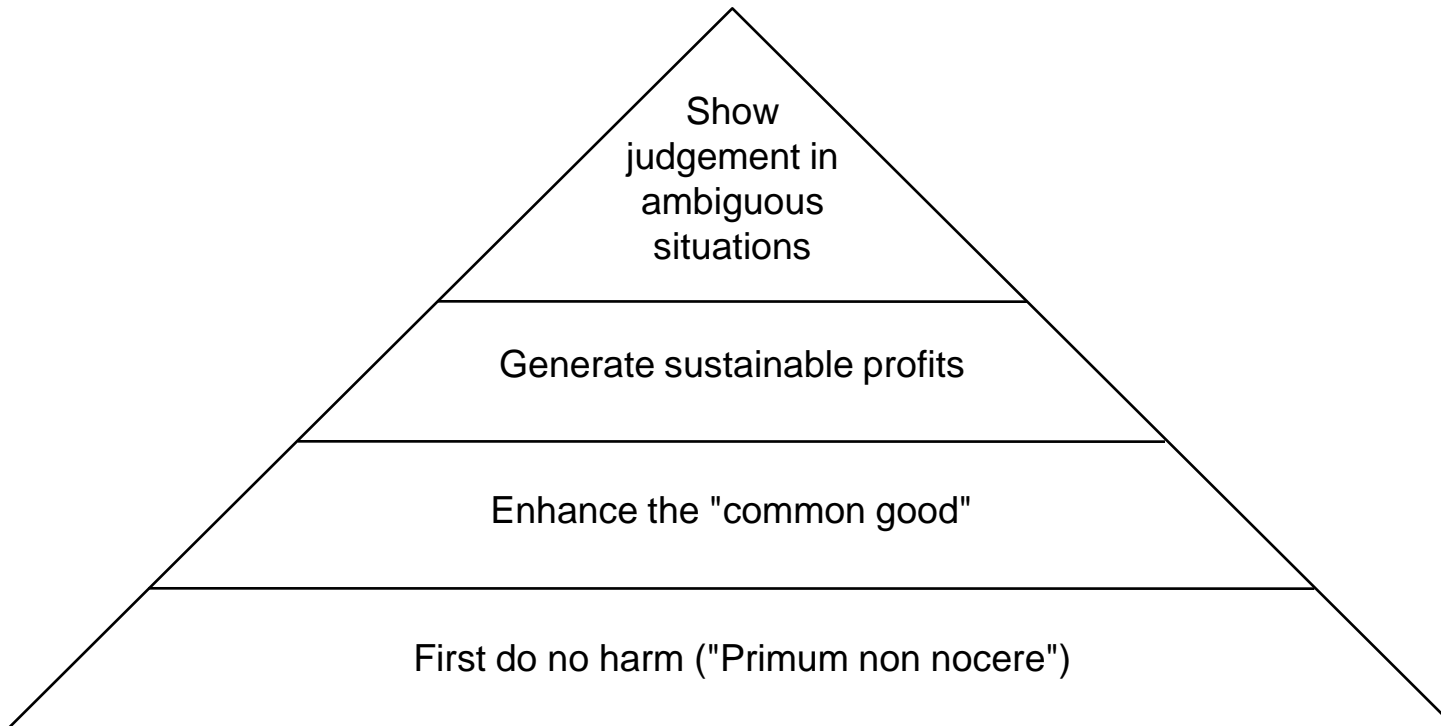 Show
judgement in
ambiguous
situations
Generate sustainable profits
Enhance the "common good"
First do no harm ("Primum non nocere")